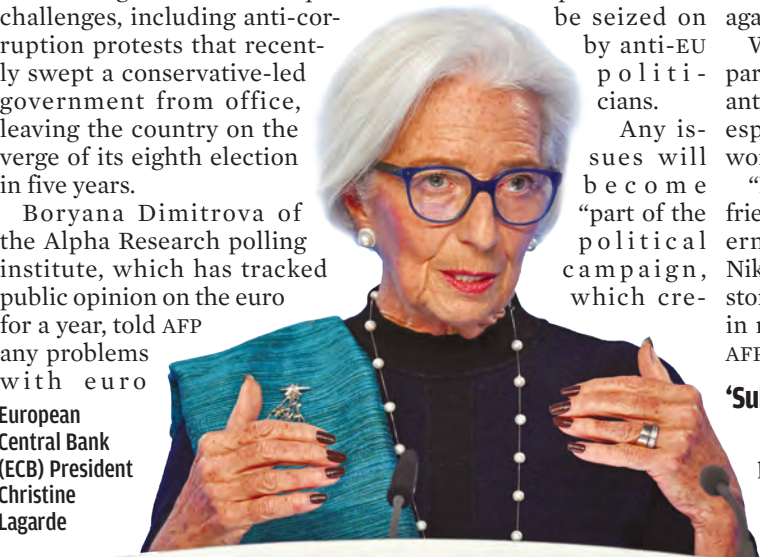 challenges, including anti-cor-
ruption protests that recent-
ly swept a conservative-led
government from office,
leaving the country on the
verge of its eighth election
in five years.
Boryana Dimitrova of
the Alpha Research polling
institute, which has tracked
public opinion on the euro
for a year, told AFP
any problems
with euro
European
Central Bank
(ECB) President
Christine
Lagarde
be seized on
by anti-EU
politi-
cians.
Any is-
sues will
become
“part of the
political
campaign,
which cre-
AFP